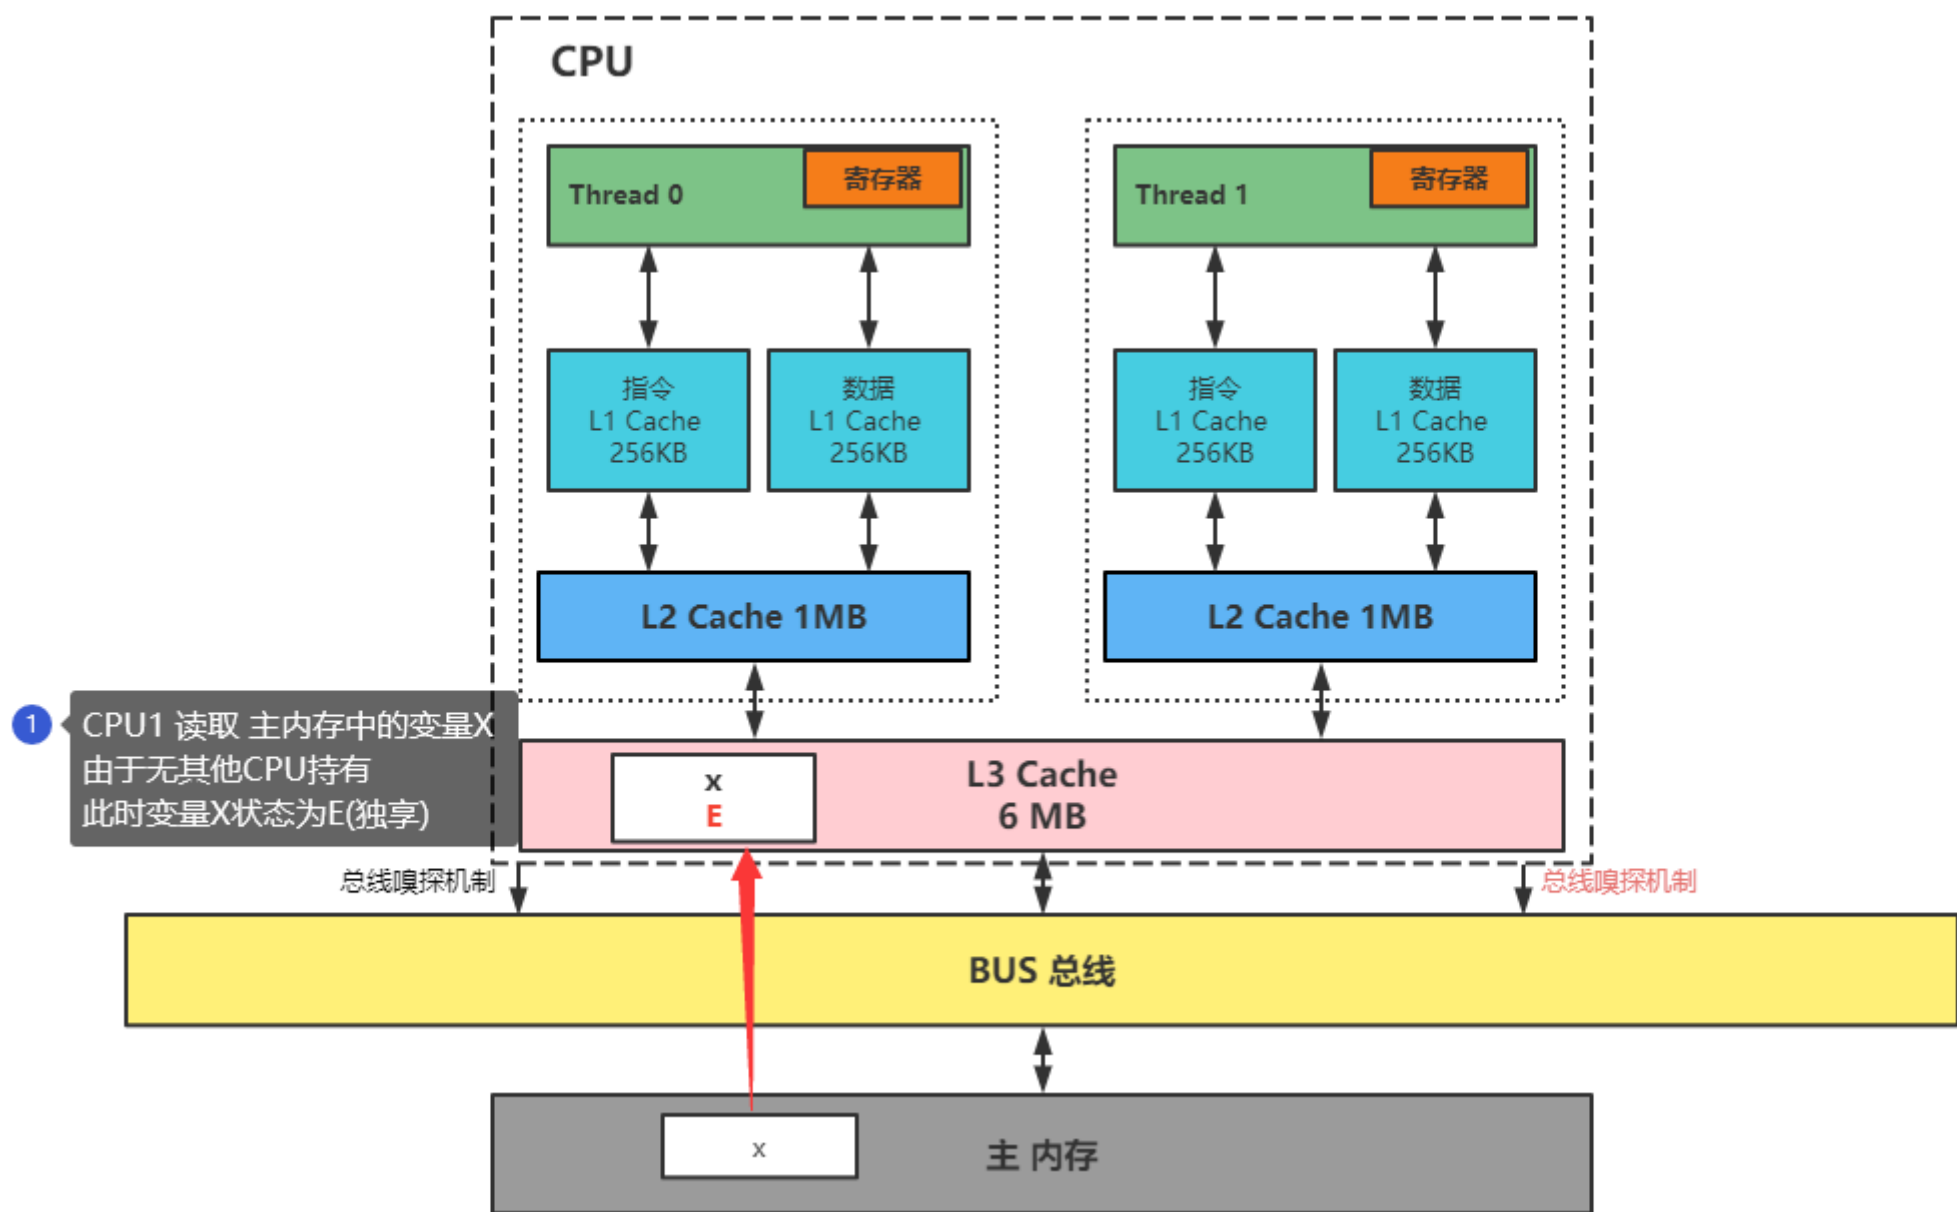 CPU
Thread 0
寄存器
Thread 1
寄存器
指令
L1 Cache
256KB
数据
L1 Cache
256KB
指令
L1 Cache
256KB
数据
L1 Cache
256KB
L2 Cache 1MB
L2 Cache 1MB
1
CPU1 读取 主内存中的变量X
由于无其他CPU持有
此时变量X状态为E(独享)
x
E
L3 Cache
6 MB
总线嗅探机制
总线嗅探机制
BUS 总线
x
主 内存